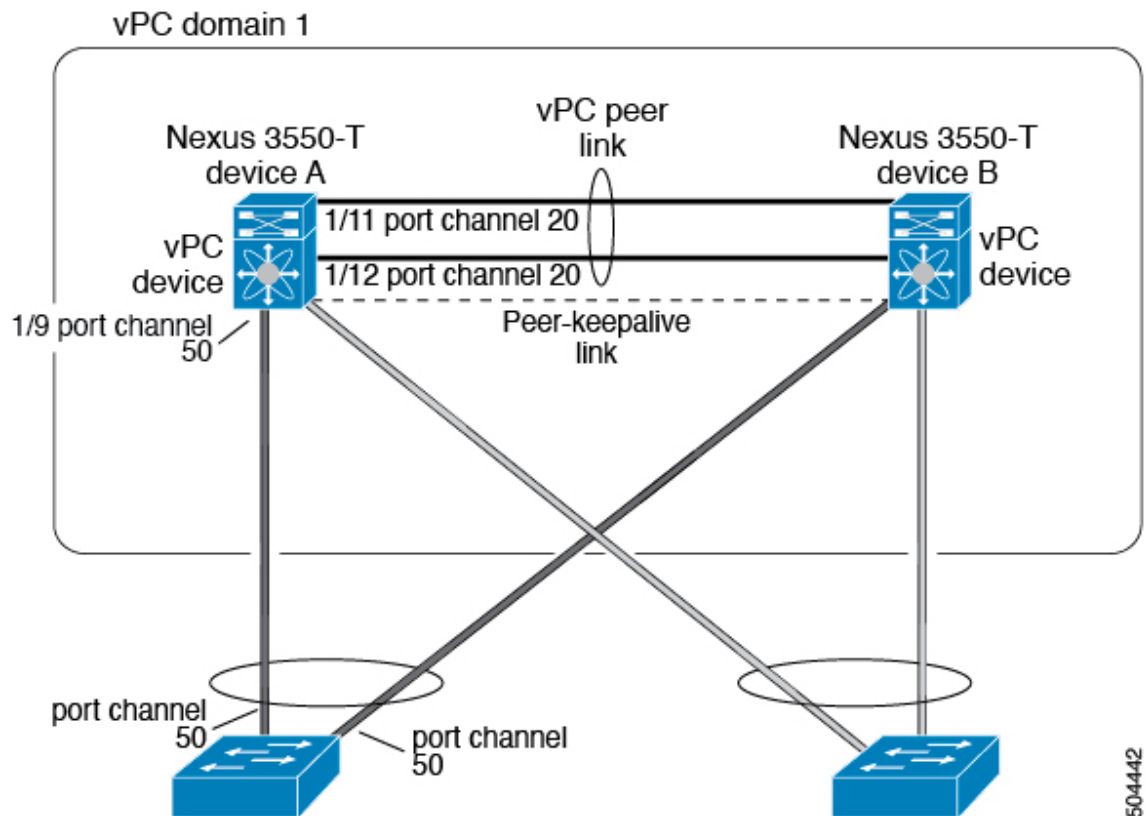 vPC domain 1
Nexus 3550-T
device A
vPC peer
link
Nexus 3550-T
device B
1/11 port channel 20
vPC
device
1/12 port channel 20
vPC
device
1/9 port channel
50
Peer-keepalive
link
port channel
50
port channel
50
504442